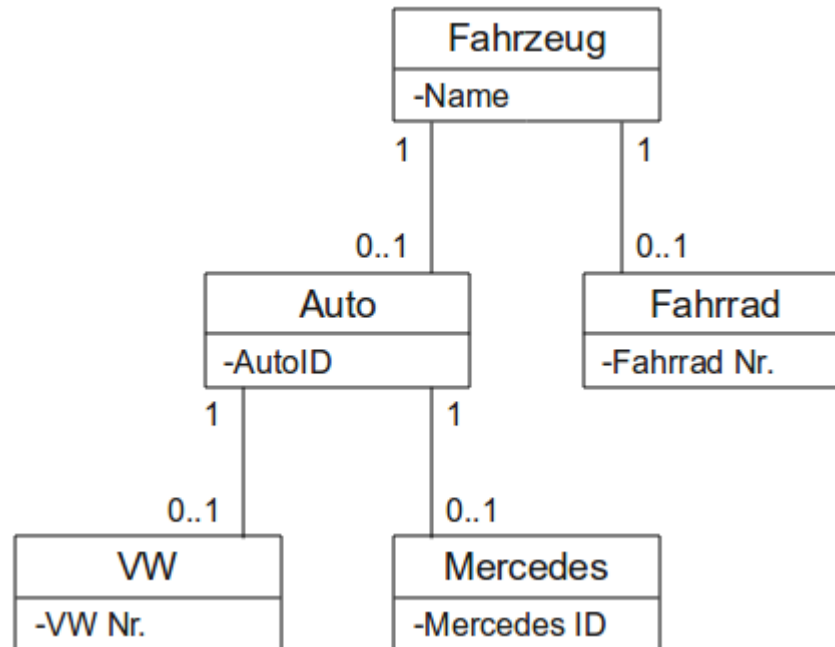 Fahrzeug
-Name
1
1
0..1
0..1
Auto
Fahrrad
-AutoID
-Fahrrad Nr.
1
1
0..1
0..1
VW
Mercedes
-VW Nr.
-Mercedes ID